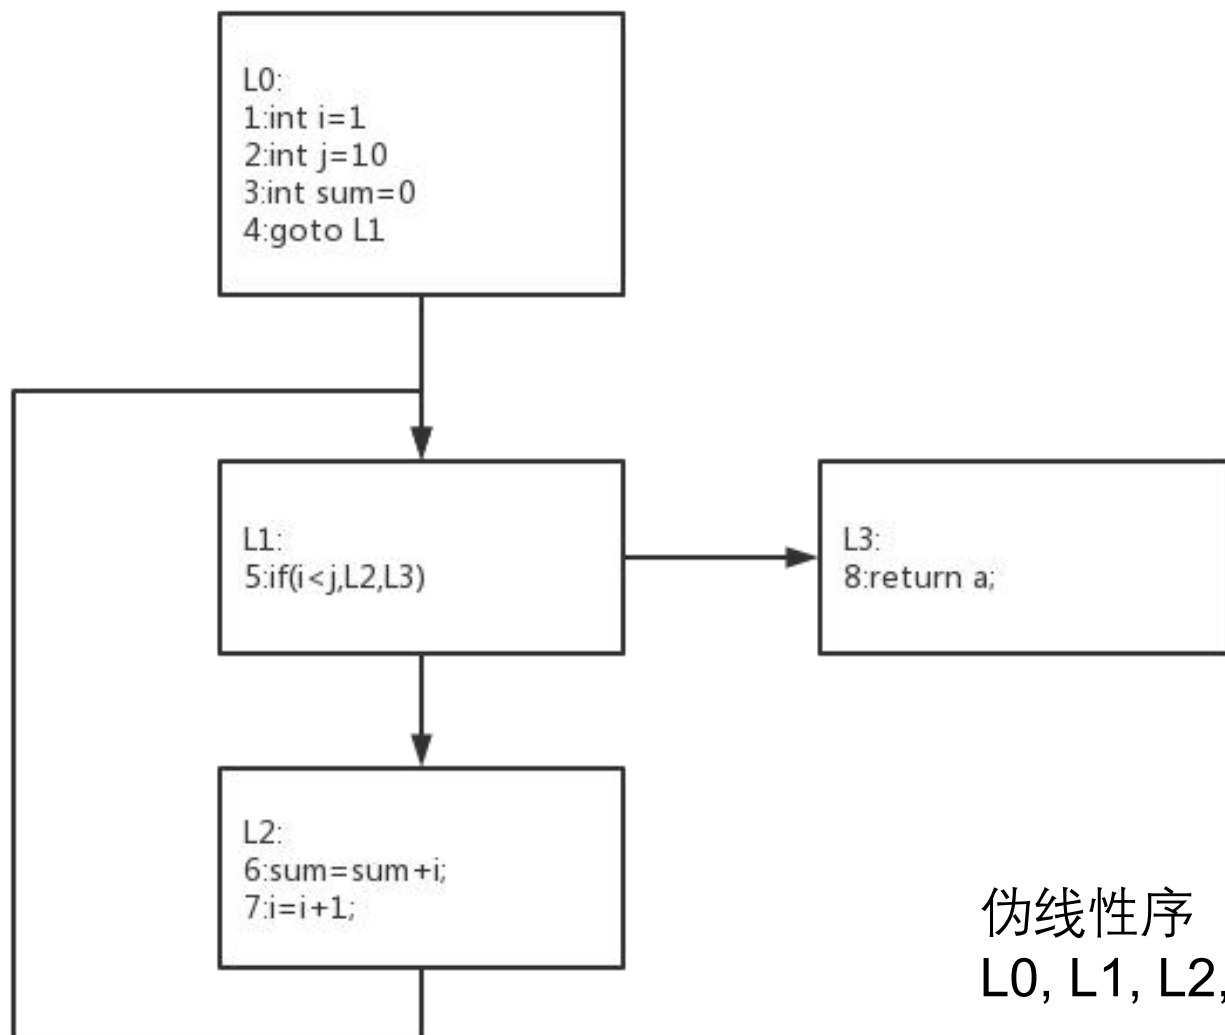 L0:
1:int i=1
2:int j=10
3:int sum=0
4:goto L1
L1:
5:if(i<j,L2,L3)
L3:
8:return a;
L2:
6:sum=sum+i;
7:i=i+1;
伪线性序
L0, L1, L2,